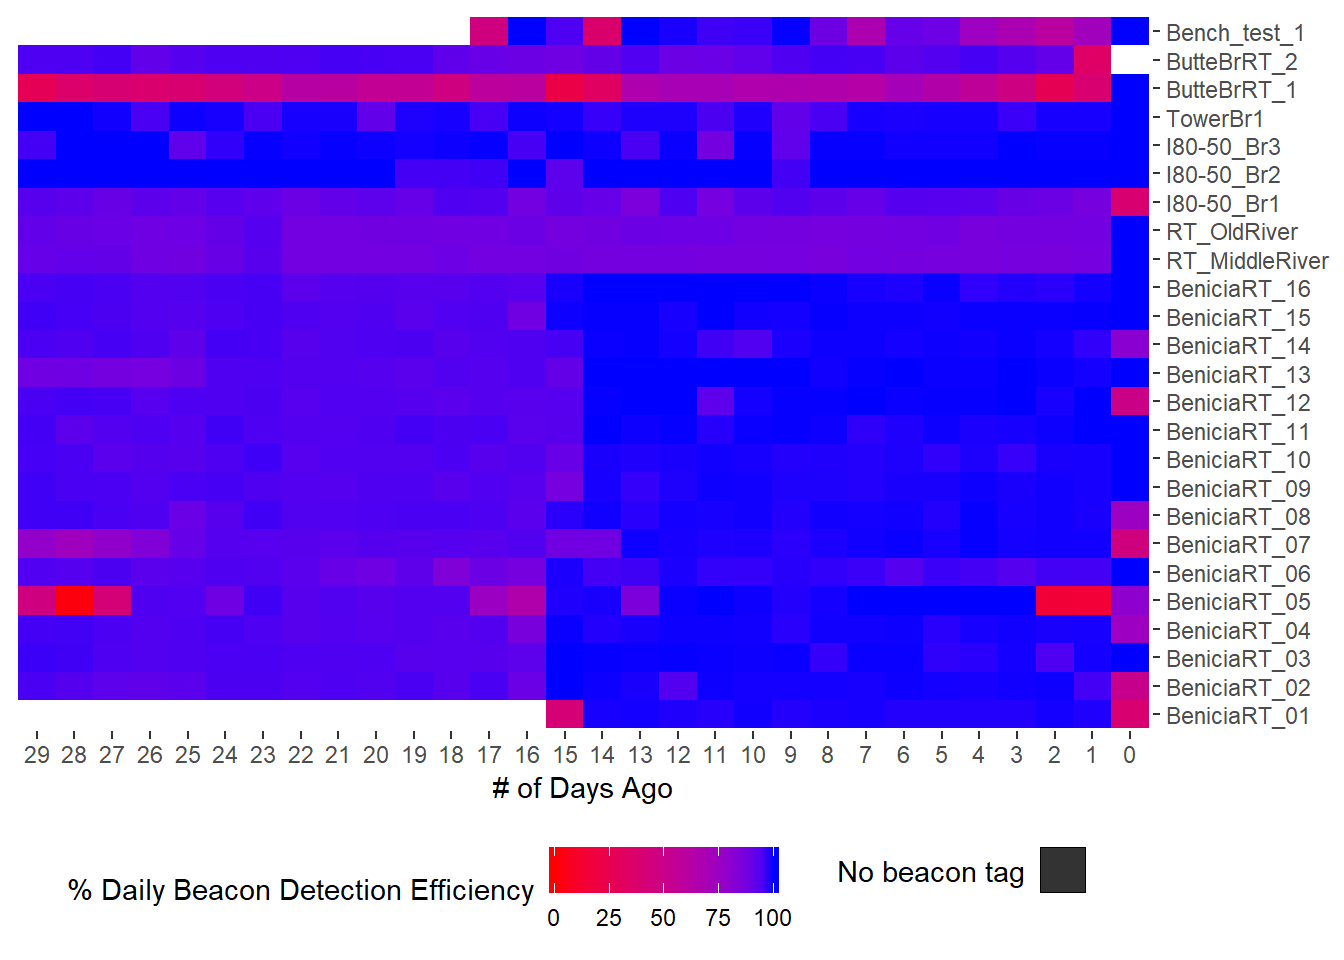 Bench_test_1
ButteBrRT_2
ButteBrRT_1
TowerBr1
I80-50_Br3
I80-50_Br2
I80-50_Br1
RT_OldRiver
RT_MiddleRiver
BeniciaRT_16
BeniciaRT_15
BeniciaRT_14
BeniciaRT_13
BeniciaRT_12
BeniciaRT_11
BeniciaRT_10
BeniciaRT_09
BeniciaRT_08
BeniciaRT_07
BeniciaRT_06
BeniciaRT_05
BeniciaRT_04
BeniciaRT_03
BeniciaRT_02
BeniciaRT_01
29 28 27 26 25 24 23 22 21 20 19 18 17 16 15 14 13 12 11 10 9 8 7 6 5 4 3 2 1 0
# of Days Ago
% Daily Beacon Detection Efficiency
0 25 50 75 100
No beacon tag